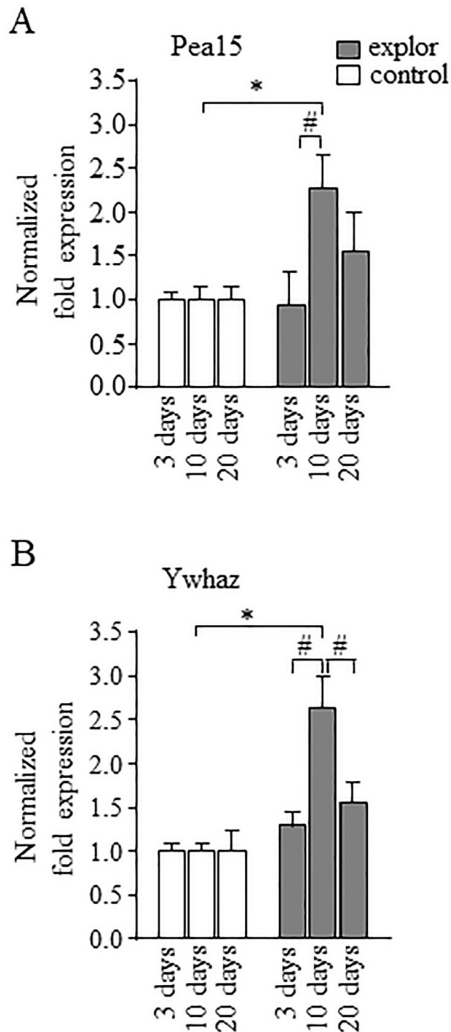 A
Pea15
explor
control
*
#
3.5
3.0
2.5
2.0
1.5
1.0
0.5
0.0
Normalized
fold expression
3 days
10 days
20 days
3 days
10 days
20 days
B
Ywhaz
*
# #
3.5
3.0
2.5
2.0
1.5
1.0
0.5
0.0
Normalized
fold expression
3 days
10 days
20 days
3 days
10 days
20 days